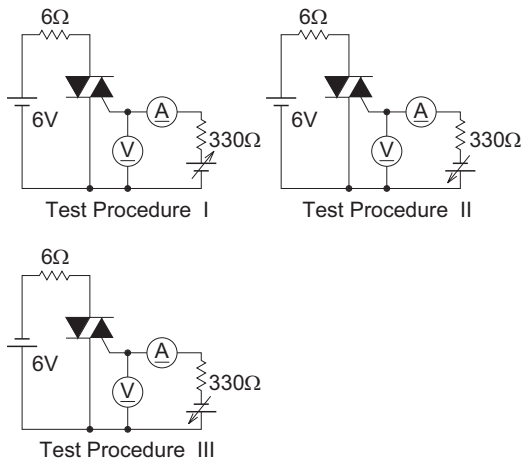 6Ω
6V
A
V
330Ω
Test Procedure I
6Ω
6V
A
V
330Ω
Test Procedure II
6Ω
6V
A
V
330Ω
Test Procedure III